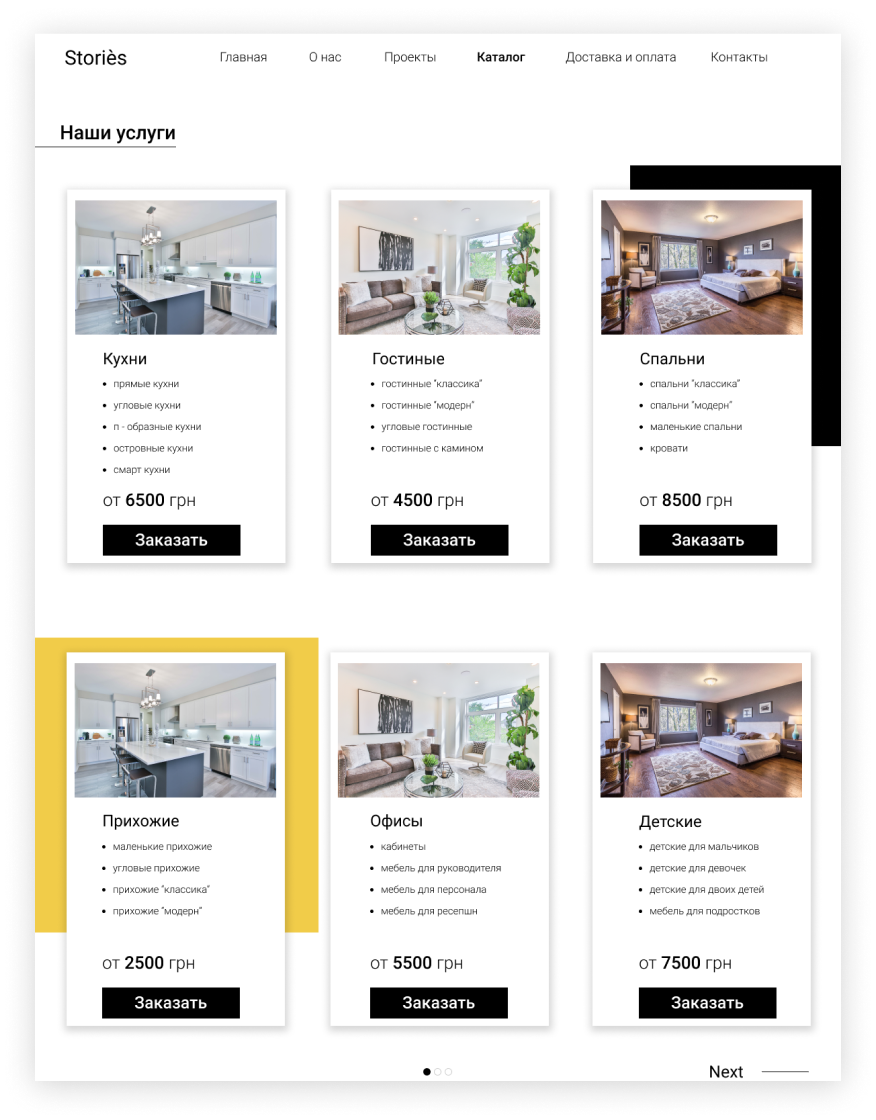 Storiès
Главная
О нас
Проекты
Каталог
Доставка и оплата
Контакты
Наши услуги
Кухни
прямые кухни
угловые кухни
п - образные кухни
островные кухни
смарт кухни
от 6500 грн
Заказать
Гостиные
гостинные "классика"
гостинные "модерн"
угловые гостинные
гостинные с камином
от 4500 грн
Заказать
Спальни
спальни "классика"
спальни "модерн"
маленькие спальни
кровати
от 8500 грн
Заказать
Прихожие
маленькие прихожие
угловые прихожие
прихожие "классика"
прихожие "модерн"
от 2500 грн
Заказать
Офисы
кабинеты
мебель для руководителя
мебель для персонала
мебель для ресепшн
от 5500 грн
Заказать
Детские
детские для мальчиков
детские для девочек
детские для двоих детей
мебель для подростков
от 7500 грн
Заказать
Next